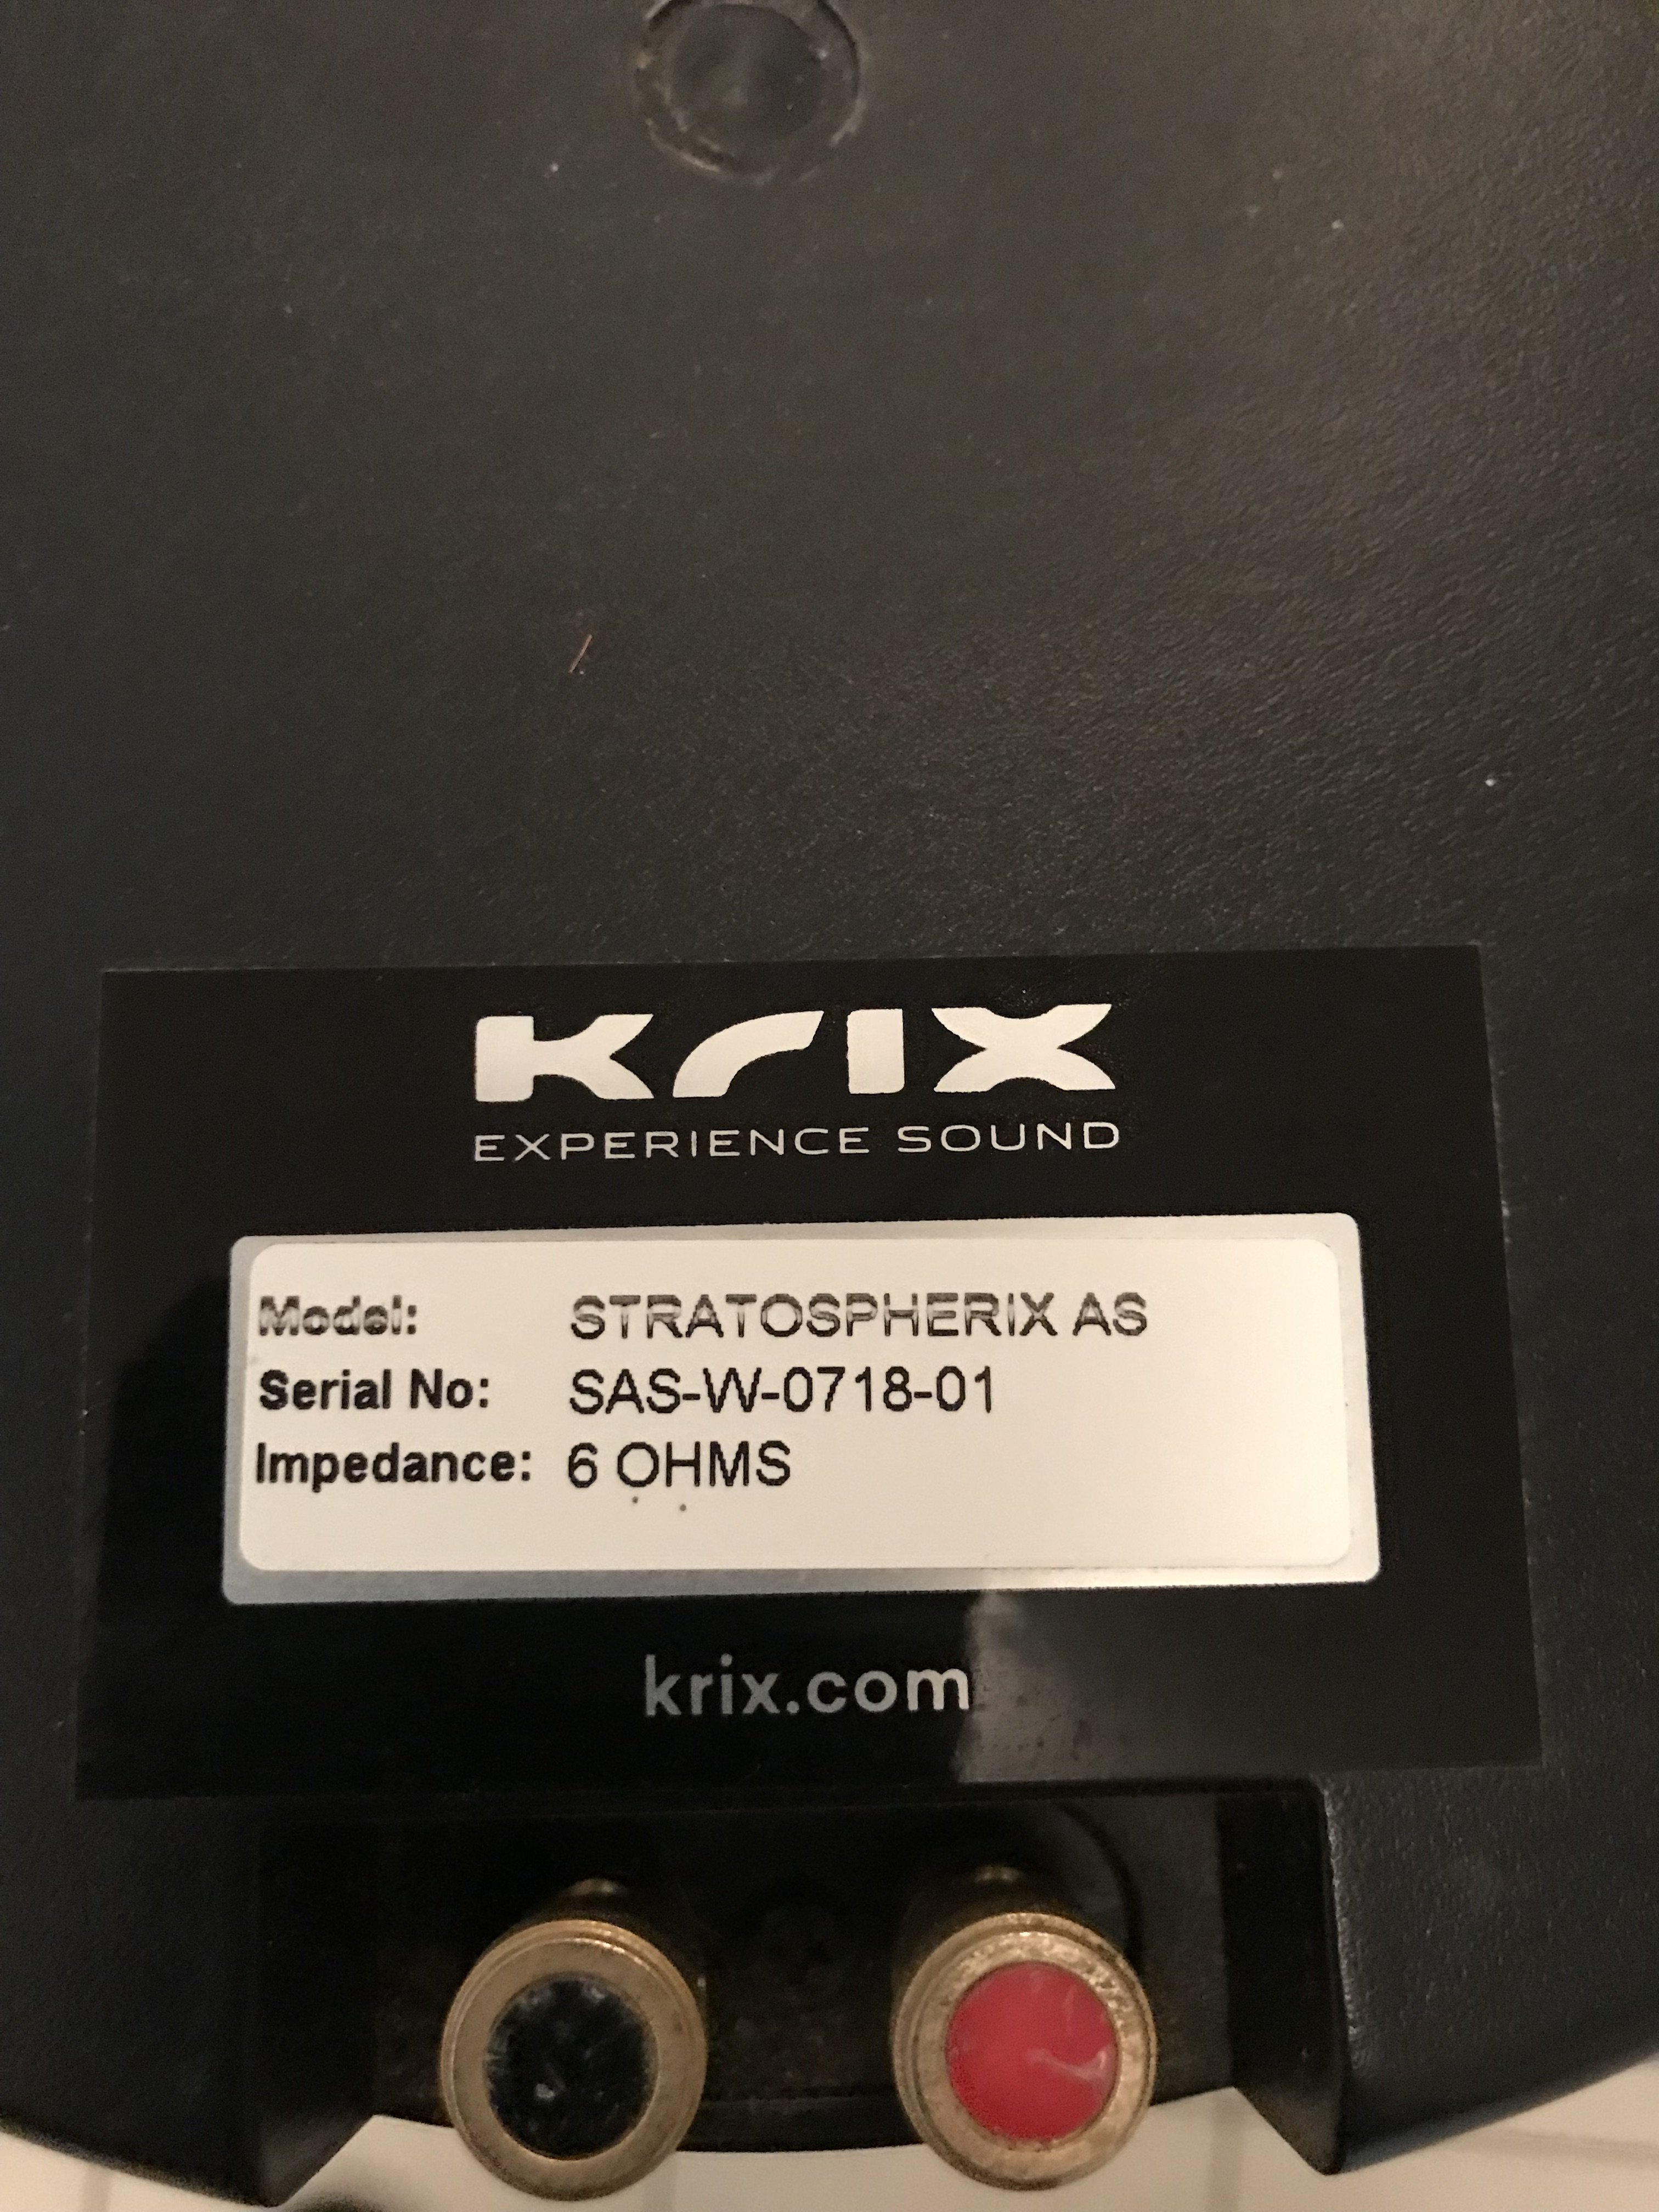 Krix
EXPERIENCE SOUND
Model: STRATOSPHERIX AS
Serial No: SAS-W-0718-01
Impedance: 6 OHMS
krix.com